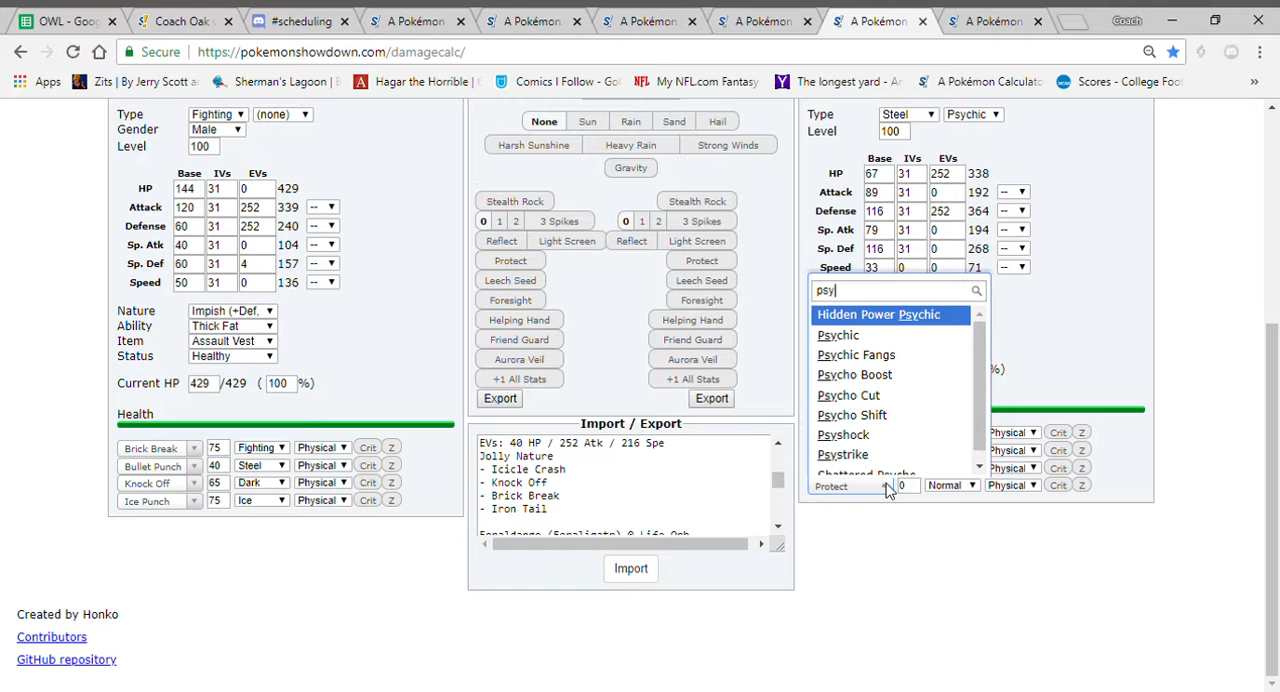 OWL - Goog
Coach Oak
#scheduling
A Pokémon
A Pokémon
A Pokémon
A Pokémon
A Pokémon
A Pokémon
Coach
Secure | https://pokemonshowdown.com/damagecalc/
Apps
Zits | By Jerry Scott a
Sherman's Lagoon |
Hagar the Horrible |
Comics I Follow - Go
My NFL.com Fantasy
The longest yard - A
A Pokémon Calculato
Scores - College Foot
»
Type Fighting (none)
Gender Male
Level 100
Base IVs EVs
HP 144 31 0 429
Attack 120 31 252 339 --
Defense 60 31 252 240 --
Sp. Atk 40 31 0 104 --
Sp. Def 60 31 4 157 --
Speed 50 31 0 136 --
Nature Impish (+Def,
Ability Thick Fat
Item Assault Vest
Status Healthy
Current HP 429 /429 ( 100 %)
Health
Brick Break 75 Fighting Physical Crit Z
Bullet Punch 40 Steel Physical Crit Z
Knock Off 65 Dark Physical Crit Z
Ice Punch 75 Ice Physical Crit Z
None Sun Rain Sand Hail
Harsh Sunshine Heavy Rain Strong Winds
Gravity
Stealth Rock Stealth Rock
0 1 2 3 Spikes 0 1 2 3 Spikes
Reflect Light Screen Reflect Light Screen
Protect Protect
Leech Seed Leech Seed
Foresight Foresight
Helping Hand Helping Hand
Friend Guard Friend Guard
Aurora Veil Aurora Veil
+1 All Stats +1 All Stats
Export Export
Import / Export
EVs: 40 HP / 252 Atk / 216 Spe
Jolly Nature
- Icicle Crash
- Knock Off
- Brick Break
- Iron Tail
Import
Type Steel Psychic
Level 100
Base IVs EVs
HP 67 31 252 338
Attack 89 31 0 192 --
Defense 116 31 252 364 --
Sp. Atk 79 31 0 194 --
Sp. Def 116 31 0 268 --
Speed 33 0 0 71 --
psy
Hidden Power Psychic
Psychic
Psychic Fangs
Psycho Boost
Psycho Cut
Psycho Shift
Psyshock
Psystrike
Shattered Psyche
%)
Physical Crit Z
Physical Crit Z
Physical Crit Z
Protect 0 Normal Physical Crit Z
Created by Honko
Contributors
GitHub repository